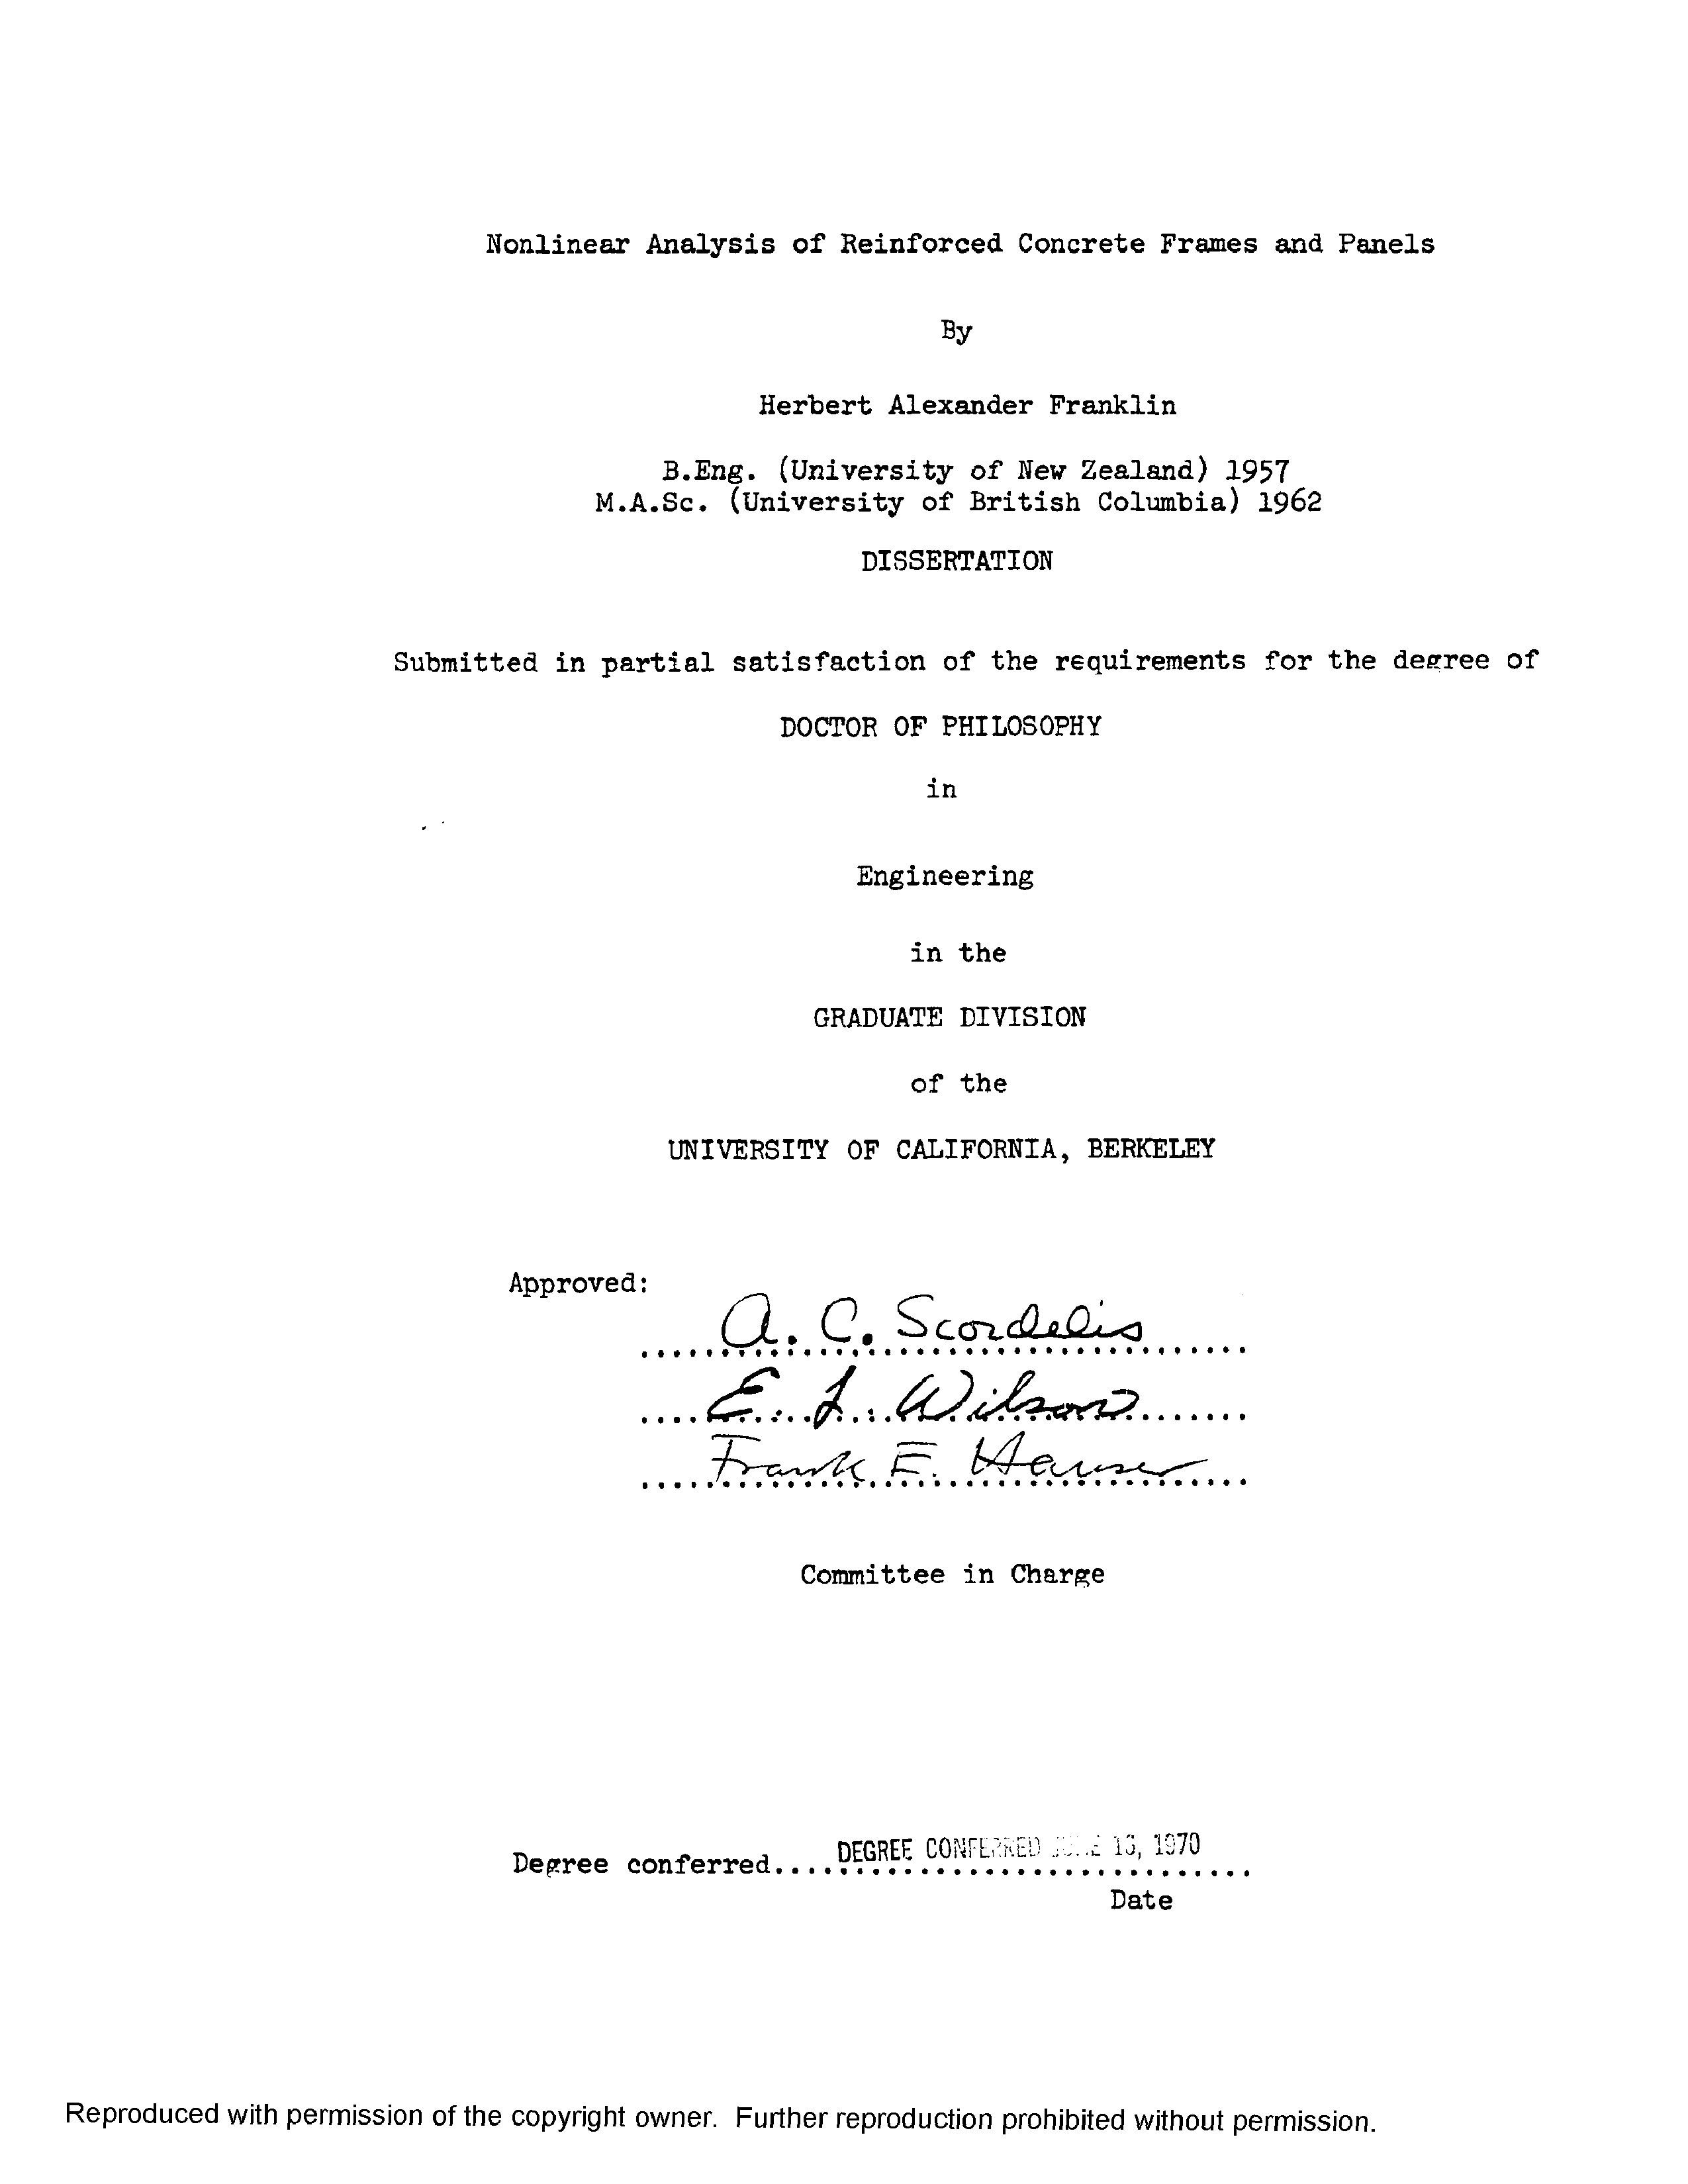 Nonlinear Analysis of Reinforced Concrete Frames and Panels
By
Herbert Alexander Franklin
B.Eng. (University of New Zealand) 1957
M.A.Sc. (University of British Columbia) 1962
DISSERTATION
Submitted in partial satisfaction of the requirements for the degree of
DOCTOR OF PHILOSOPHY
in
Engineering
in the
GRADUATE DIVISION
of the
UNIVERSITY OF CALIFORNIA, BERKELEY
Approved:
A. C. Scordelis
E. L. Wilson
Frank E. Hauser
Committee in Charge
Degree conferred.... DEGREE CONFERRED JUNE 13, 1970
Date
Reproduced with permission of the copyright owner. Further reproduction prohibited without permission.